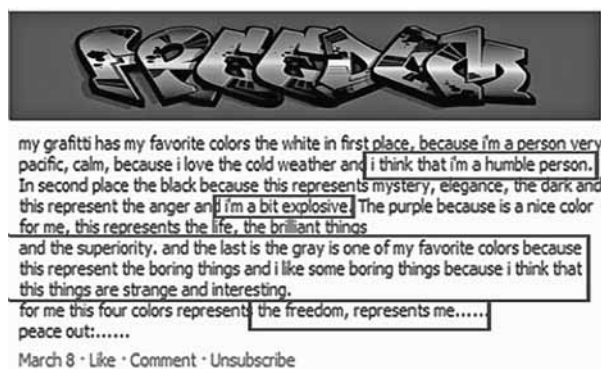 FREEDOM
my grafitti has my favorite colors the white in first place, because i'm a person very
pacific, calm, because i love the cold weather and i think that i'm a humble person.
In second place the black because this represents mystery, elegance, the dark and
this represent the anger and i'm a bit explosive. The purple because is a nice color
for me, this represents the life, the brilliant things
and the superiority. and the last is the gray is one of my favorite colors because
this represent the boring things and i like some boring things because i think that
this things are strange and interesting.
for me this four colors represents the freedom, represents me......
peace out:......
March 8 · Like · Comment · Unsubscribe